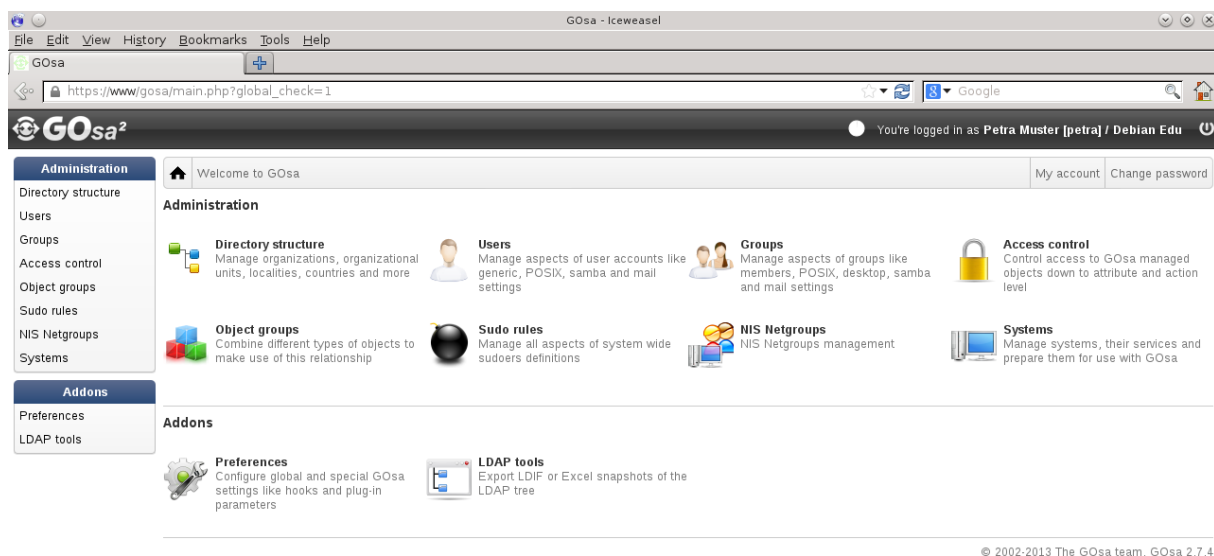 GOsa - Iceweasel
File Edit View History Bookmarks Tools Help
GOsa
https://www/gosa/main.php?global_check=1
Google
GOsa²
You're logged in as Petra Muster [petra] / Debian Edu
Administration
Directory structure
Users
Groups
Access control
Object groups
Sudo rules
NIS Netgroups
Systems
Addons
Preferences
LDAP tools
Welcome to GOsa
My account
Change password
Administration
Directory structure
Manage organizations, organizational
units, localities, countries and more
Users
Manage aspects of user accounts like
generic, POSIX, samba and mail
settings
Groups
Manage aspects of groups like
members, POSIX, desktop, samba
and mail settings
Access control
Control access to GOsa managed
objects down to attribute and action
level
Object groups
Combine different types of objects to
make use of this relationship
Sudo rules
Manage all aspects of system wide
sudoers definitions
NIS Netgroups
NIS Netgroups management
Systems
Manage systems, their services and
prepare them for use with GOsa
Addons
Preferences
Configure global and special GOsa
settings like hooks and plug-in
parameters
LDAP tools
Export LDIF or Excel snapshots of the
LDAP tree
© 2002-2013 The GOsa team, GOsa 2.7.4